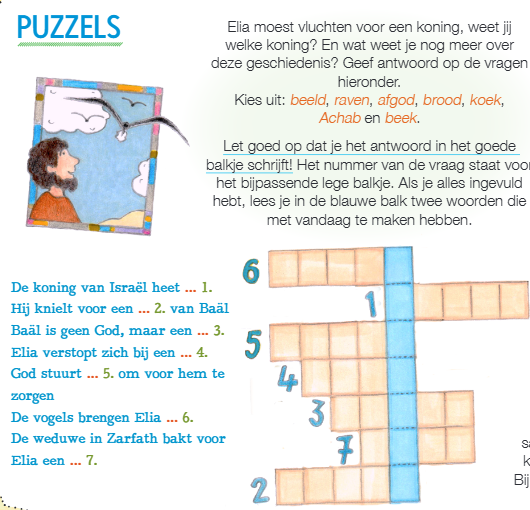 PUZZELS
Elia moest vluchten voor een koning, weet jij
welke koning? En wat weet je nog meer over
deze geschiedenis? Geef antwoord op de vragen
hieronder.
Kies uit: beeld, raven, afgod, brood, koek,
Achab en beek.
Let goed op dat je het antwoord in het goede
balkje schrijft! Het nummer van de vraag staat voor
het bijpassende lege balkje. Als je alles ingevuld
hebt, lees je in de blauwe balk twee woorden die
met vandaag te maken hebben.
De koning van Israël heet ... 1.
Hij knielt voor een ... 2. van Baäl
Baäl is geen God, maar een ... 3.
Elia verstopt zich bij een ... 4.
God stuurt ... 5. om voor hem te
zorgen
De vogels brengen Elia ... 6.
De weduwe in Zarfath bakt voor
Elia een ... 7.
6
1
5
4
3
7
2
Bij